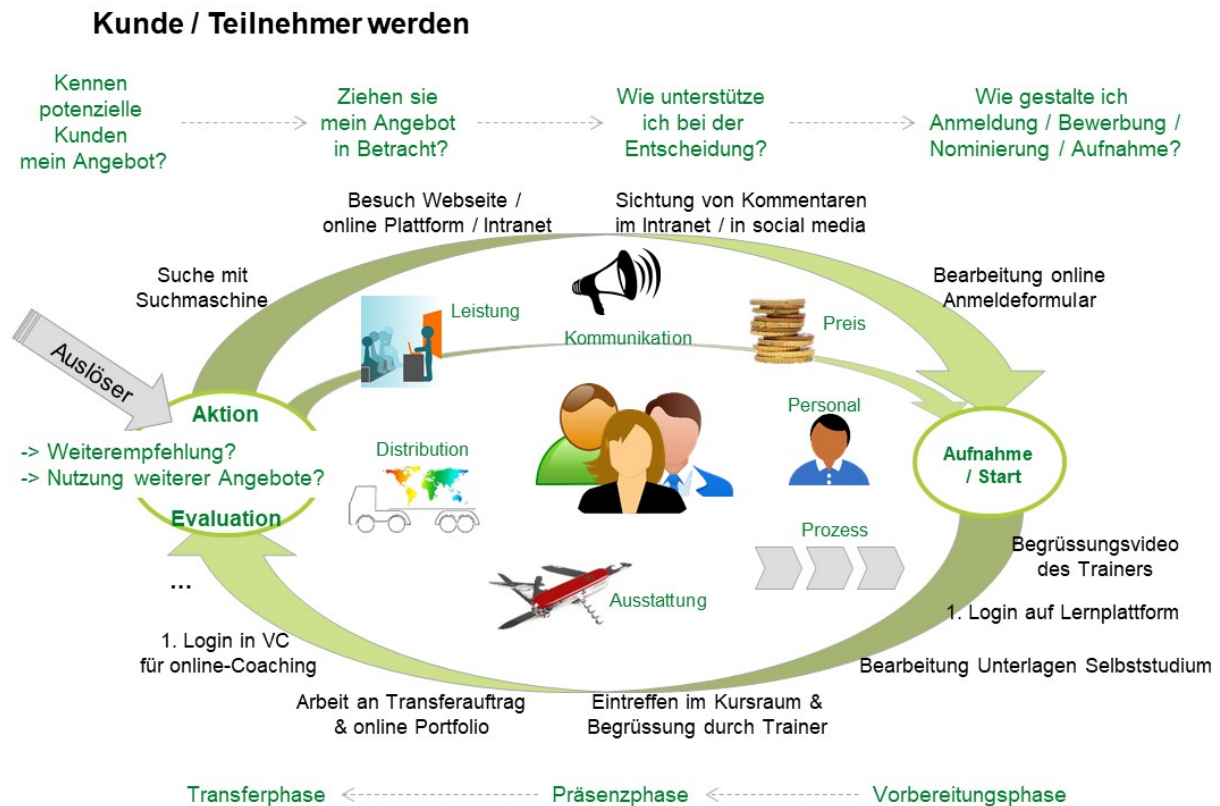 Kunde / Teilnehmer werden
Kennen
potenzielle
Kunden
mein Angebot?
Ziehen sie
mein Angebot
in Betracht?
Wie unterstütze
ich bei der
Entscheidung?
Wie gestalte ich
Anmeldung / Bewerbung /
Nominierung / Aufnahme?
Besuch Webseite /
online Plattform / Intranet
Sichtung von Kommentaren
im Intranet / in social media
Suche mit
Suchmaschine
Bearbeitung online
Anmeldeformular
Leistung
Kommunikation
Preis
Auslöser
Aktion
-> Weiterempfehlung?
-> Nutzung weiterer Angebote?
Evaluation
Distribution
Personal
Aufnahme
/ Start
Prozess
Ausstattung
Begrüssungsvideo
des Trainers
1. Login auf Lernplattform
Bearbeitung Unterlagen Selbststudium
...
1. Login in VC
für online-Coaching
Arbeit an Transferauftrag
& online Portfolio
Eintreffen im Kursraum &
Begrüssung durch Trainer
Transferphase
Präsenzphase
Vorbereitungsphase